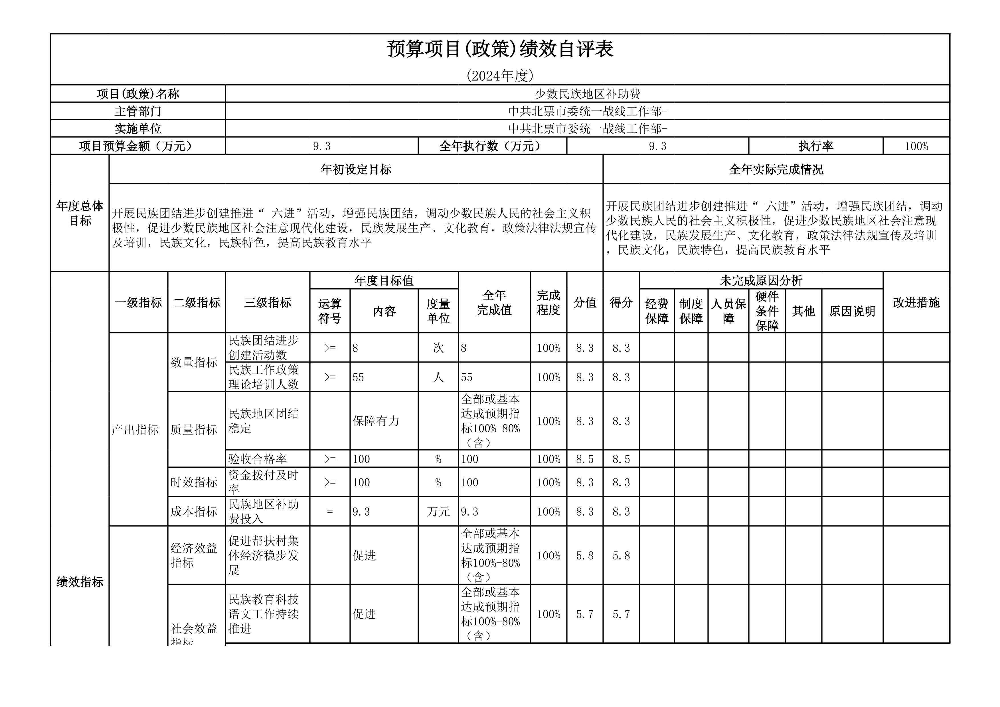 预算项目(政策)绩效自评表
(2024年度)
项目(政策)名称 少数民族地区补助费
主管部门 中共北票市委统一战线工作部-
实施单位 中共北票市委统一战线工作部-
项目预算金额（万元） 9.3 全年执行数（万元） 9.3 执行率 100%
年度总体
目标
年初设定目标 全年实际完成情况
开展民族团结进步创建推进“ 六进”活动，增强民族团结，调动少数民族人民的社会主义积
极性，促进少数民族地区社会注意现代化建设，民族发展生产、文化教育，政策法律法规宣传
及培训，民族文化，民族特色，提高民族教育水平
开展民族团结进步创建推进“ 六进”活动，增强民族团结，调动
少数民族人民的社会主义积极性，促进少数民族地区社会注意现
代化建设，民族发展生产、文化教育，政策法律法规宣传及培训
，民族文化，民族特色，提高民族教育水平
绩效指标
一级指标 二级指标 三级指标
年度目标值
运算
符号
内容
度量
单位
全年
完成值
完成
程度
分值 得分
未完成原因分析
经费
保障
制度
保障
人员保
障
硬件
条件
保障
其他 原因说明
改进措施
产出指标
数量指标
民族团结进步
创建活动数
>= 8 次 8 100% 8.3 8.3
民族工作政策
理论培训人数
>= 55 人 55 100% 8.3 8.3
质量指标
民族地区团结
稳定
保障有力
全部或基本
达成预期指
标100%-80%
（含）
100% 8.3 8.3
验收合格率 >= 100 % 100 100% 8.5 8.5
时效指标
资金拨付及时
率
>= 100 % 100 100% 8.3 8.3
成本指标
民族地区补助
费投入
= 9.3 万元 9.3 100% 8.3 8.3
经济效益
指标
促进帮扶村集
体经济稳步发
展
促进
全部或基本
达成预期指
标100%-80%
（含）
100% 5.8 5.8
社会效益
指标
民族教育科技
语文工作持续
推进
促进
全部或基本
达成预期指
标100%-80%
（含）
100% 5.7 5.7